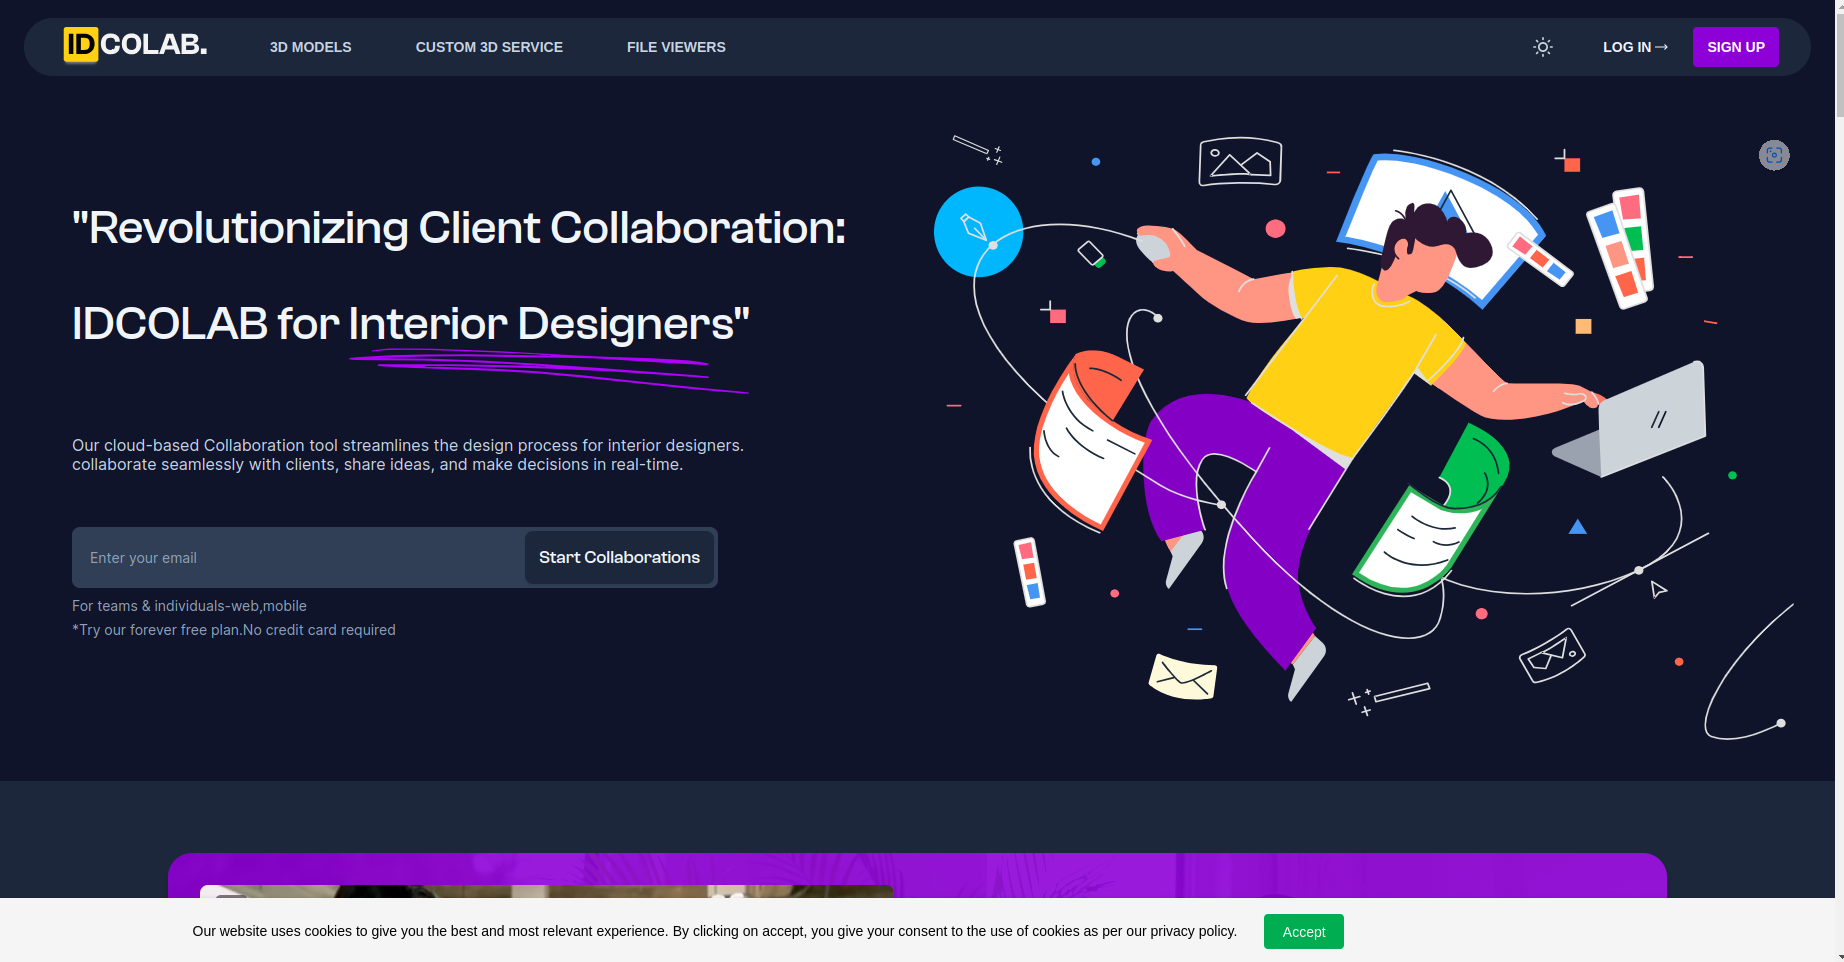 IDCOLAB.
3D MODELS
CUSTOM 3D SERVICE
FILE VIEWERS
LOG IN →
SIGN UP
"Revolutionizing Client Collaboration:
IDCOLAB for Interior Designers"
Our cloud-based Collaboration tool streamlines the design process for interior designers.
collaborate seamlessly with clients, share ideas, and make decisions in real-time.
Enter your email
Start Collaborations
For teams & individuals-web,mobile
*Try our forever free plan.No credit card required
Our website uses cookies to give you the best and most relevant experience. By clicking on accept, you give your consent to the use of cookies as per our privacy policy.
Accept